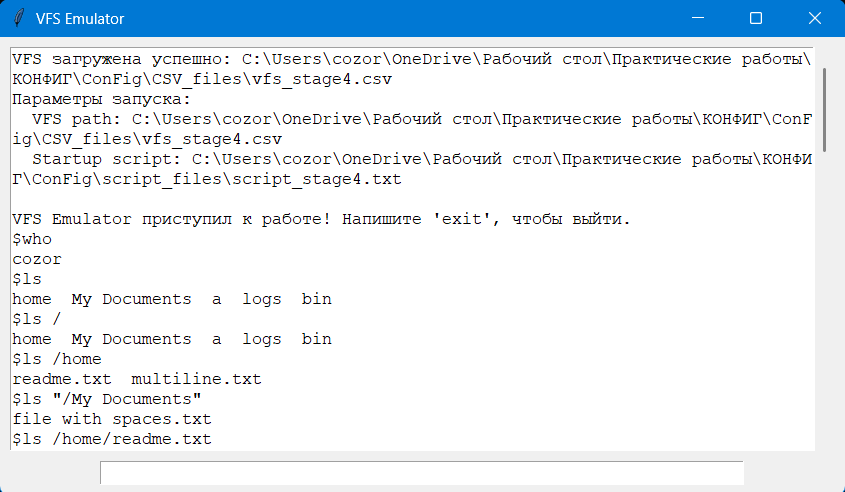 VFS Emulator
VFS загружена успешно: C:\Users\cozor\OneDrive\Рабочий стол\Практические работы\
КОНФИГ\ConFig\CSV_files\vfs_stage4.csv
Параметры запуска:
  VFS path: C:\Users\cozor\OneDrive\Рабочий стол\Практические работы\КОНФИГ\ConF
ig\CSV_files\vfs_stage4.csv
  Startup script: C:\Users\cozor\OneDrive\Рабочий стол\Практические работы\КОНФИ
Г\ConFig\script_files\script_stage4.txt

VFS Emulator приступил к работе! Напишите 'exit', чтобы выйти.
$who
cozor
$ls
home  My Documents  a  logs  bin
$ls /
home  My Documents  a  logs  bin
$ls /home
readme.txt  multiline.txt
$ls "/My Documents"
file with spaces.txt
$ls /home/readme.txt